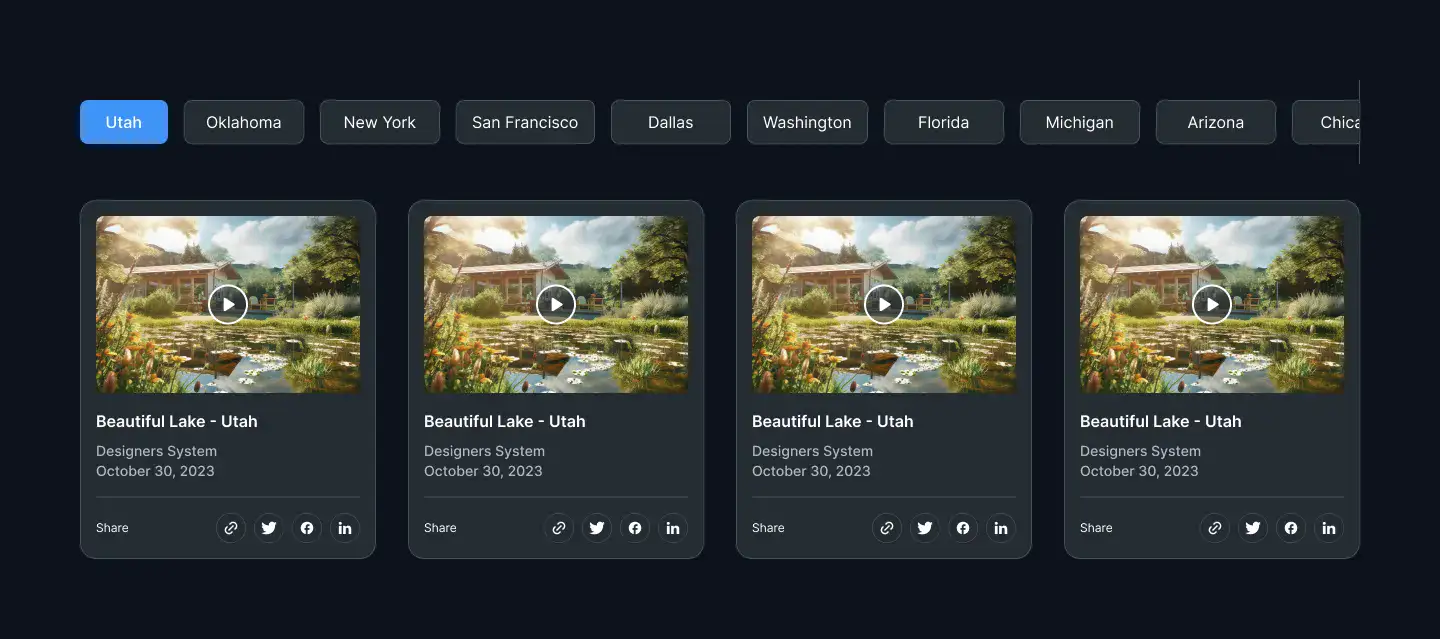 Utah
Oklahoma
New York
San Francisco
Dallas
Washington
Florida
Michigan
Arizona
Chica
Beautiful Lake - Utah
Designers System
October 30, 2023
Share
Beautiful Lake - Utah
Designers System
October 30, 2023
Share
Beautiful Lake - Utah
Designers System
October 30, 2023
Share
Beautiful Lake - Utah
Designers System
October 30, 2023
Share